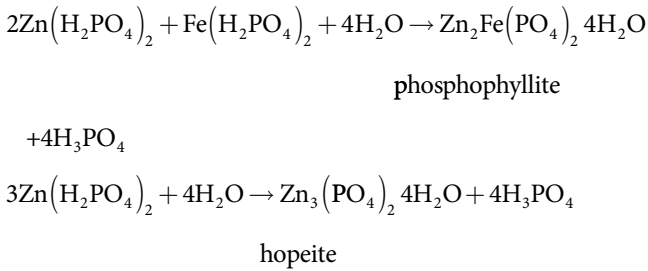 2Zn(H₂PO₄)₂ + Fe(H₂PO₄)₂ + 4H₂O → Zn₂Fe(PO₄)₂ 4H₂O
phosphophyllite
+4H₃PO₄
3Zn(H₂PO₄)₂ + 4H₂O → Zn₃(PO₄)₂ 4H₂O + 4H₃PO₄
hopeite